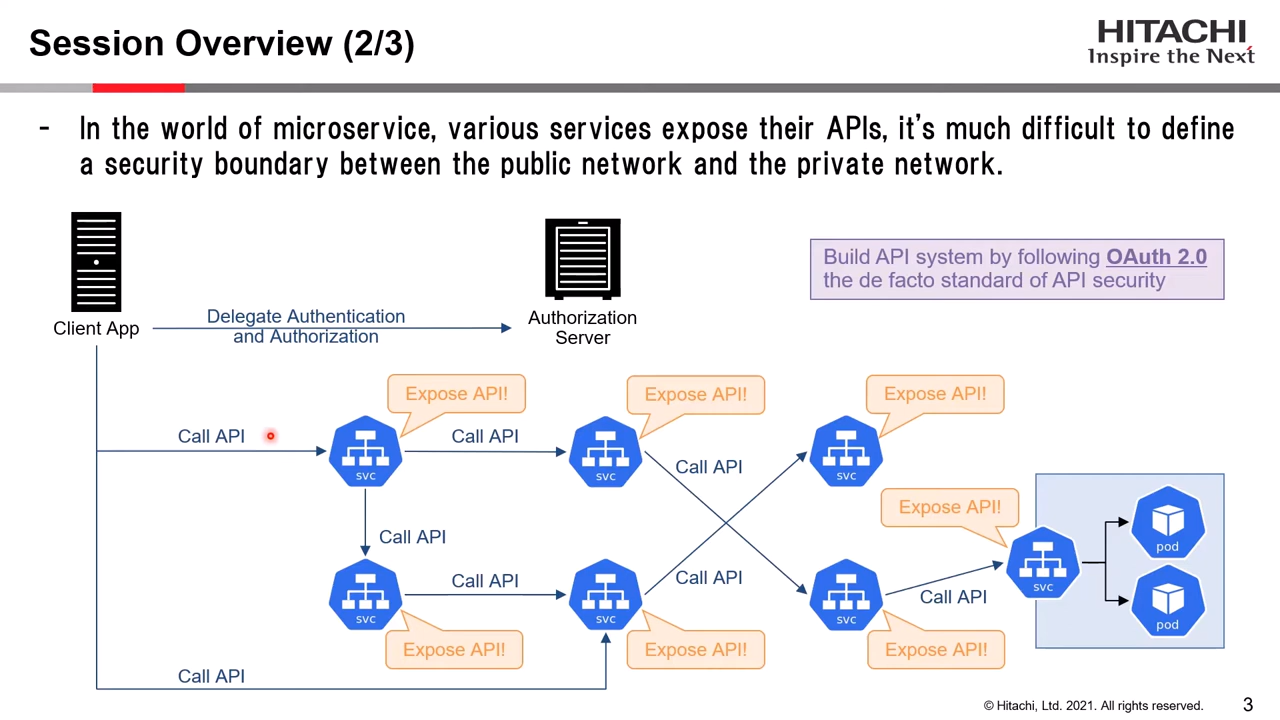 Session Overview (2/3)
HITACHI
Inspire the Next
- In the world of microservice, various services expose their APIs, it's much difficult to define
a security boundary between the public network and the private network.
Build API system by following OAuth 2.0
the de facto standard of API security
Client App
Delegate Authentication
and Authorization
Authorization
Server
Expose API!
Expose API!
Expose API!
Call API
svc
Call API
svc
Call API
svc
Expose API!
pod
Call API
svc
Call API
svc
Call API
svc
Call API
svc
pod
Expose API!
Expose API!
Expose API!
Call API
© Hitachi, Ltd. 2021. All rights reserved.
3